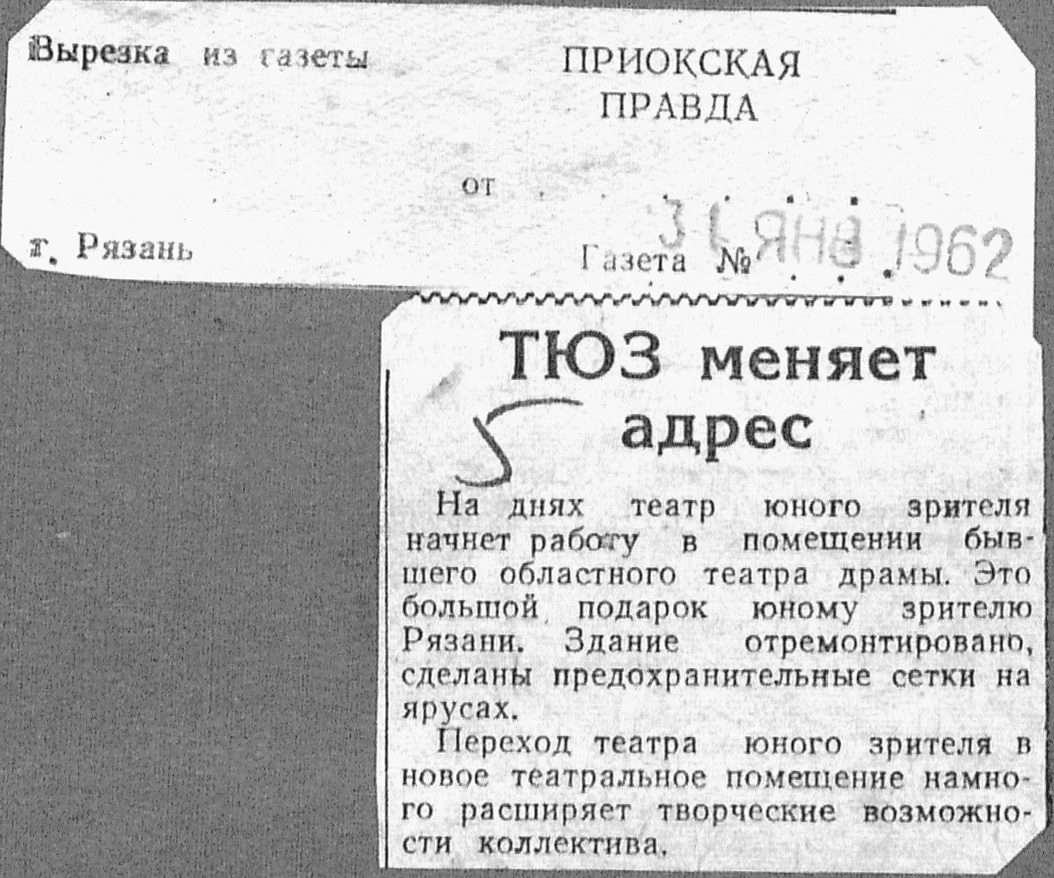 Вырезка из газеты
ПРИОКСКАЯ
ПРАВДА
от
31 ЯНВ 1962
г. Рязань
Газета №
ТЮЗ меняет
адрес
5
На днях театр юного зрителя
начнет работу в помещении быв-
шего областного театра драмы. Это
большой подарок юному зрителю
Рязани. Здание отремонтировано,
сделаны предохранительные сетки на
ярусах.
Переход театра юного зрителя в
новое театральное помещение намно-
го расширяет творческие возможно-
сти коллектива.